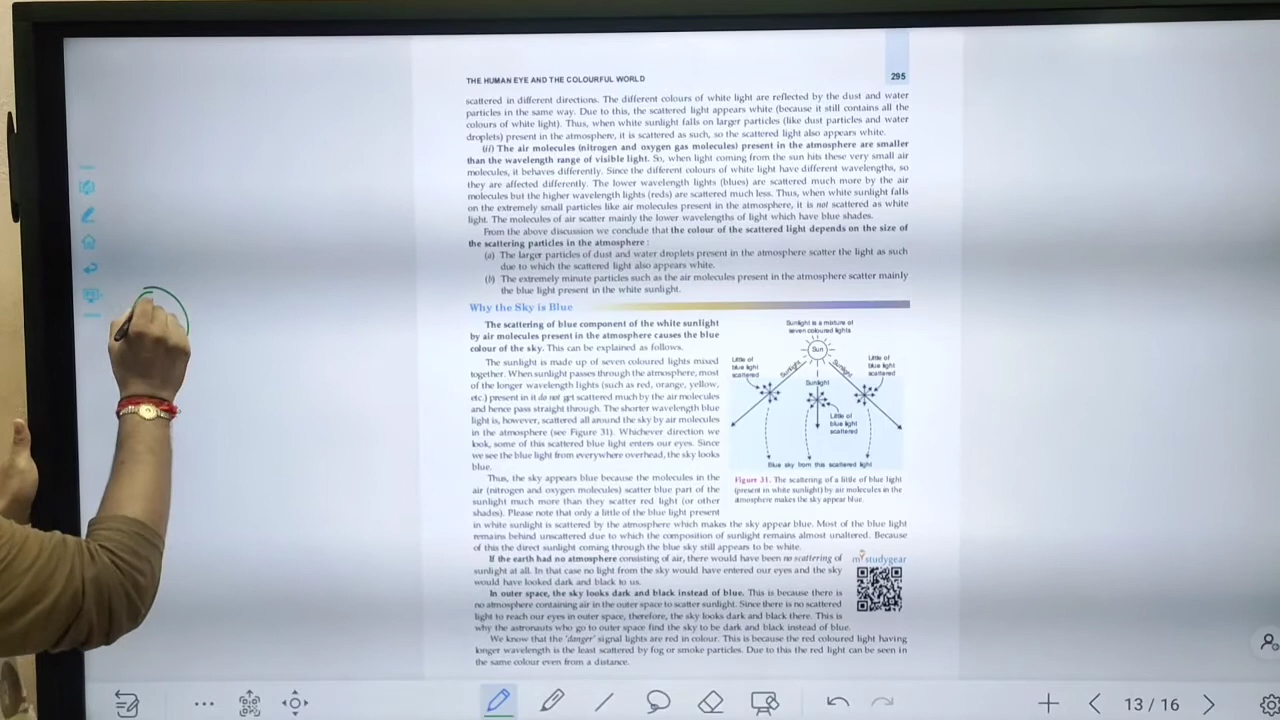 THE HUMAN EYE AND THE COLOURFUL WORLD
295
scattered in different directions. The different colours of white light are reflected by the dust and water
particles in the same way. Due to this, the scattered light appears white (because it still contains all the
colours of white light). Thus, when white sunlight falls on larger particles (like dust particles and water
droplets) present in the atmosphere, it is scattered as such, so the scattered light also appears white.
(ii) The air molecules (nitrogen and oxygen gas molecules) present in the atmosphere are smaller
than the wavelength range of visible light. So, when light coming from the sun hits these very small air
molecules, it behaves differently. Since the different colours of white light have different wavelengths, so
they are affected differently. The lower wavelength lights (blues) are scattered much more by the air
molecules but the higher wavelength lights (reds) are scattered much less. Thus, when white sunlight falls
on the extremely small particles like air molecules present in the atmosphere, it is not scattered as white
light. The molecules of air scatter mainly the lower wavelengths of light which have blue shades.
From the above discussion we conclude that the colour of the scattered light depends on the size of
the scattering particles in the atmosphere :
(a) The larger particles of dust and water droplets present in the atmosphere scatter the light as such
due to which the scattered light also appears white.
(b) The extremely minute particles such as the air molecules present in the atmosphere scatter mainly
the blue light present in the white sunlight.
Why the Sky is Blue
The scattering of blue component of the white sunlight
by air molecules present in the atmosphere causes the blue
colour of the sky. This can be explained as follows.
The sunlight is made up of seven coloured lights mixed
together. When sunlight passes through the atmosphere, most
of the longer wavelength lights (such as red, orange, yellow,
etc.) present in it do not get scattered much by the air molecules
and hence pass straight through. The shorter wavelength blue
light is, however, scattered all around the sky by air molecules
in the atmosphere (see Figure 31). Whichever direction we
look, some of this scattered blue light enters our eyes. Since
we see the blue light from everywhere overhead, the sky looks
blue.
Thus, the sky appears blue because the molecules in the
air (nitrogen and oxygen molecules) scatter blue part of the
sunlight much more than they scatter red light (or other
shades). Please note that only a little of the blue light present
in white sunlight is scattered by the atmosphere which makes the sky appear blue. Most of the blue light
remains behind unscattered due to which the composition of sunlight remains almost unaltered. Because
of this the direct sunlight coming through the blue sky still appears to be white.
Sunlight is a mixture of
seven coloured lights
Sun
Little of
blue light
scattered
Sunlight
Sunlight
Sunlight
Little of
blue light
scattered
Little of
blue light
scattered
Blue sky from this scattered light
Figure 31. The scattering of a little of blue light
(present in white sunlight) by air molecules in the
atmosphere makes the sky appear blue.
If the earth had no atmosphere consisting of air, there would have been no scattering of
sunlight at all. In that case no light from the sky would have entered our eyes and the sky
would have looked dark and black to us.
studygear
In outer space, the sky looks dark and black instead of blue. This is because there is
no atmosphere containing air in the outer space to scatter sunlight. Since there is no scattered
light to reach our eyes in outer space, therefore, the sky looks dark and black there. This is
why the astronauts who go to outer space find the sky to be dark and black instead of blue.
We know that the 'danger' signal lights are red in colour. This is because the red coloured light having
longer wavelength is the least scattered by fog or smoke particles. Due to this the red light can be seen in
the same colour even from a distance.
13 / 16